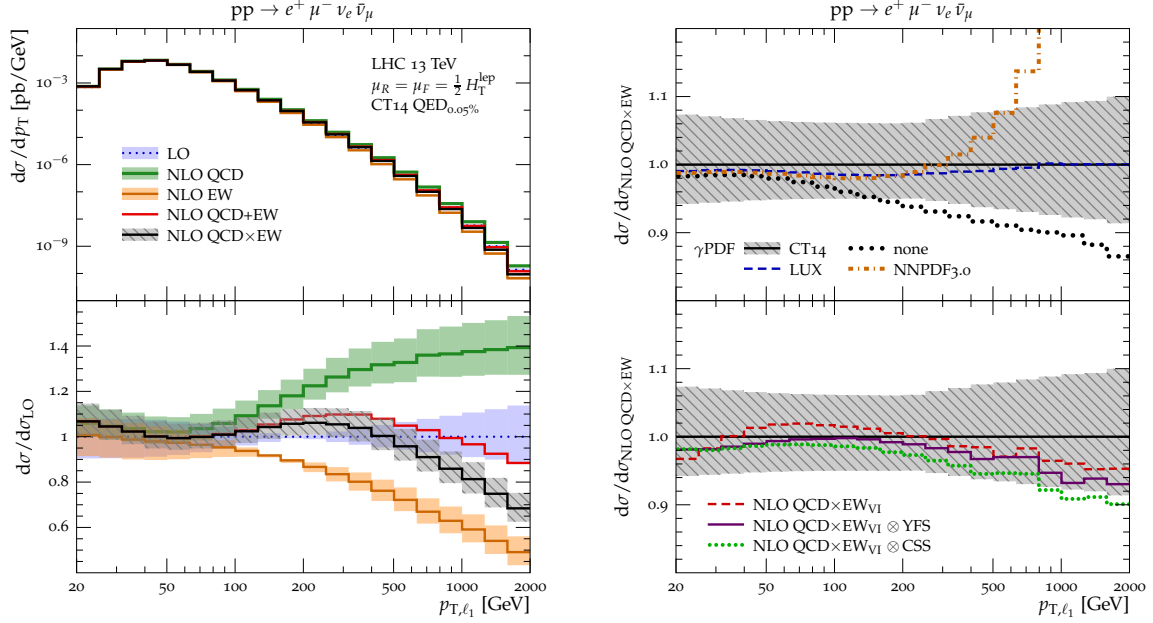 pp → e⁺ μ⁻ νₑ ν̄_μ
dσ/dp_T [pb/GeV]
10⁻³
10⁻⁶
10⁻⁹
LHC 13 TeV
μ_R = μ_F = ½ H_T^lep
CT14 QED₀.₀₅%
LO
NLO QCD
NLO EW
NLO QCD+EW
NLO QCD×EW
dσ/dσ_LO
1.4
1.2
1
0.8
0.6
20 50 100 200 500 1000 2000
p_T,ℓ₁ [GeV]
pp → e⁺ μ⁻ νₑ ν̄_μ
dσ/dσ_NLO QCD×EW
1.1
1.0
0.9
γPDF CT14 none
LUX NNPDF3.0
dσ/dσ_NLO QCD×EW
1.1
1.0
0.9
NLO QCD×EW_VI
NLO QCD×EW_VI ⊗ YFS
NLO QCD×EW_VI ⊗ CSS
20 50 100 200 500 1000 2000
p_T,ℓ₁ [GeV]